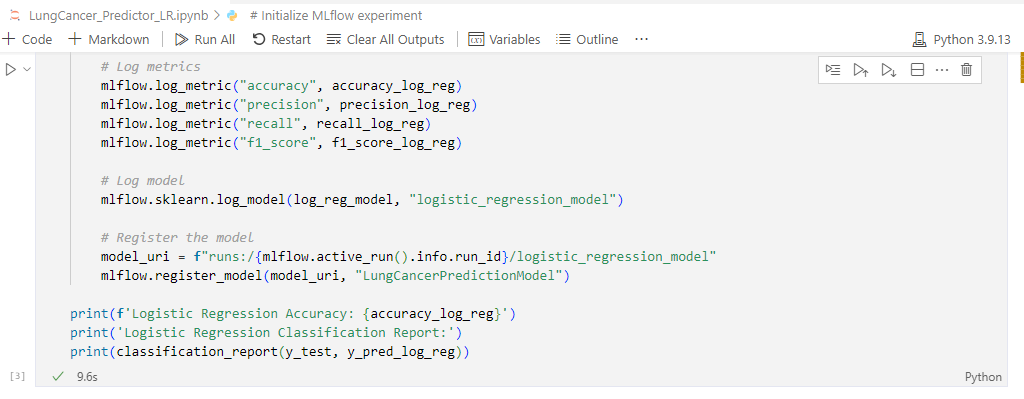 LungCancer_Predictor_LR.ipynb > # Initialize MLflow experiment
+ Code + Markdown Run All Restart Clear All Outputs Variables Outline ··· Python 3.9.13
# Log metrics
mlflow.log_metric("accuracy", accuracy_log_reg)
mlflow.log_metric("precision", precision_log_reg)
mlflow.log_metric("recall", recall_log_reg)
mlflow.log_metric("f1_score", f1_score_log_reg)
# Log model
mlflow.sklearn.log_model(log_reg_model, "logistic_regression_model")
# Register the model
model_uri = f"runs:/{mlflow.active_run().info.run_id}/logistic_regression_model"
mlflow.register_model(model_uri, "LungCancerPredictionModel")
print(f'Logistic Regression Accuracy: {accuracy_log_reg}')
print('Logistic Regression Classification Report:')
print(classification_report(y_test, y_pred_log_reg))
[3] ✓ 9.6s Python